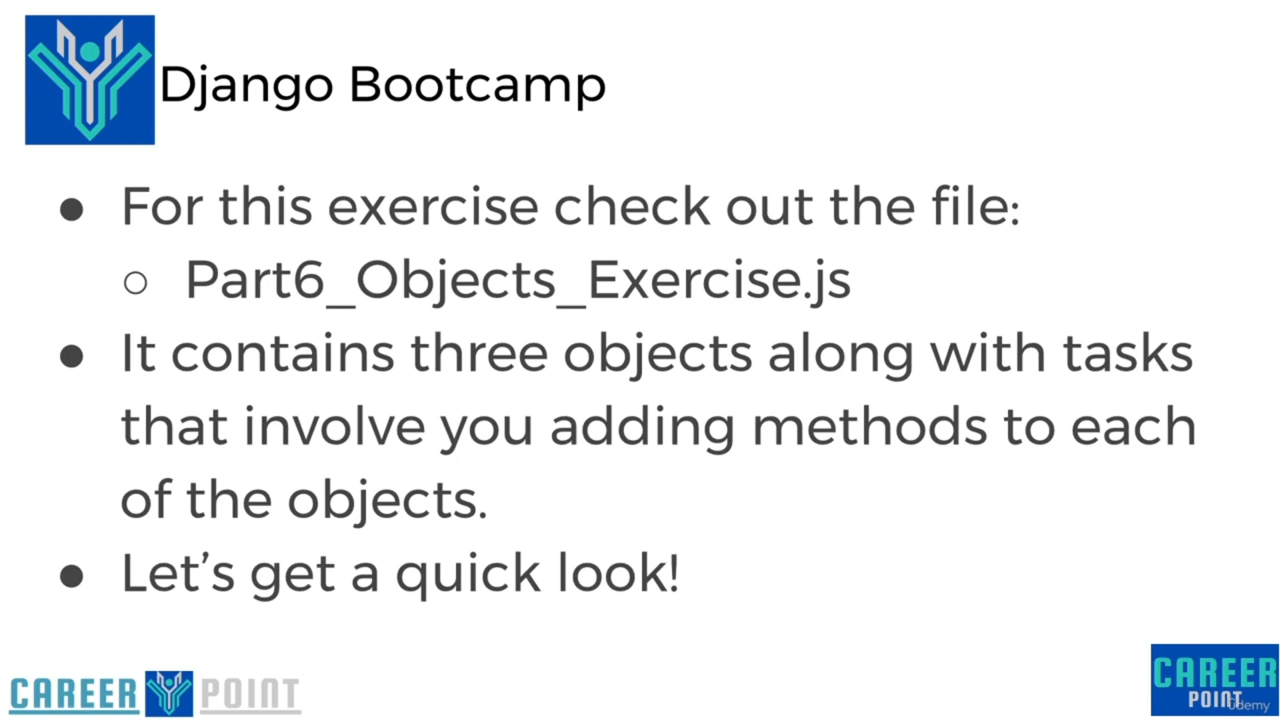 Django Bootcamp
● For this exercise check out the file:
○ Part6_Objects_Exercise.js
● It contains three objects along with tasks
that involve you adding methods to each
of the objects.
● Let’s get a quick look!
CAREER POINT
CAREER
POINT
Udemy